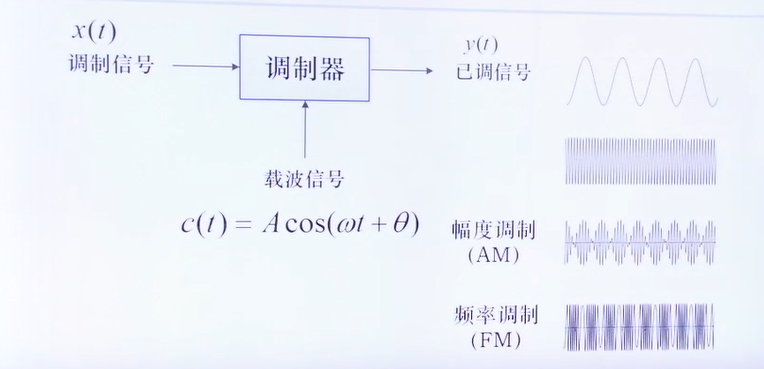 x(t)
调制信号
调制器
y(t)
已调信号
载波信号
c(t) = A cos(ωt + θ)
幅度调制
(AM)
频率调制
(FM)